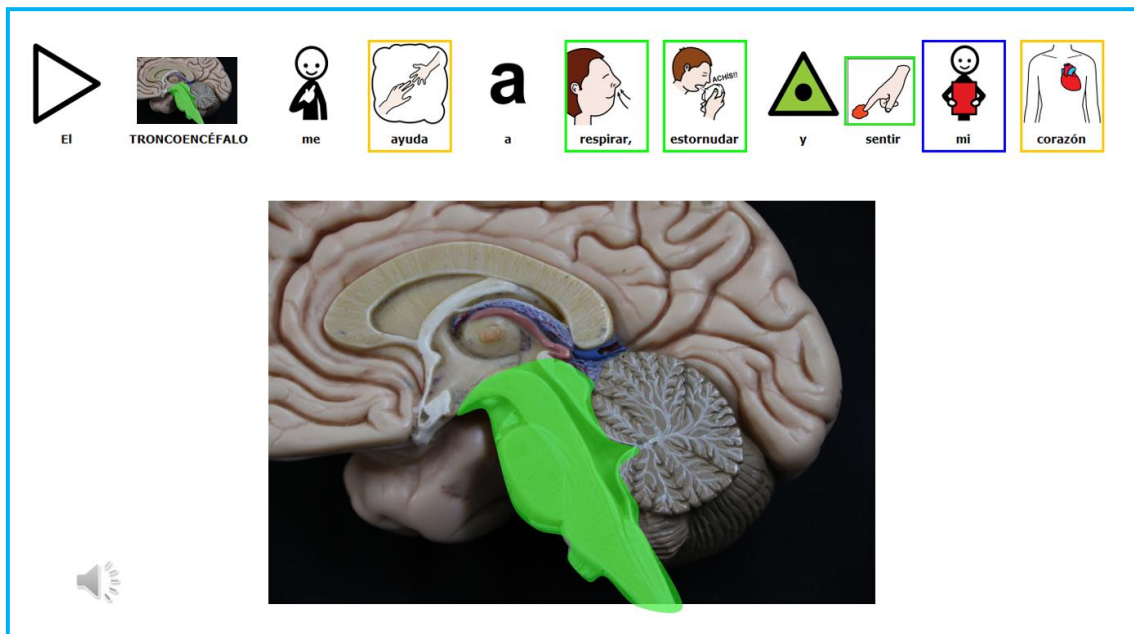 ACHÍS!!
a
El TRONCOENCÉFALO me ayuda a respirar, estornudar y sentir mi corazón